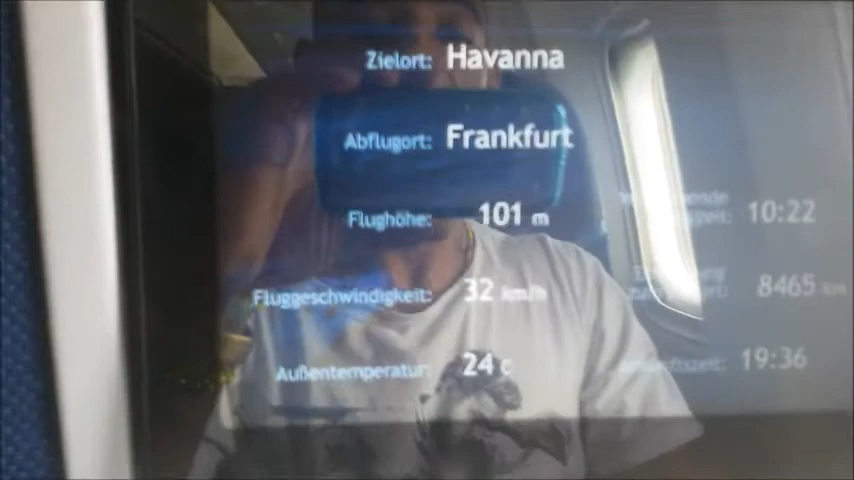 Zielort: Havanna
Abflugort: Frankfurt
Flughöhe: 101 m
10:22
Fluggeschwindigkeit: 32 km/h
8465 km
Außentemperatur: 24 c
19:36